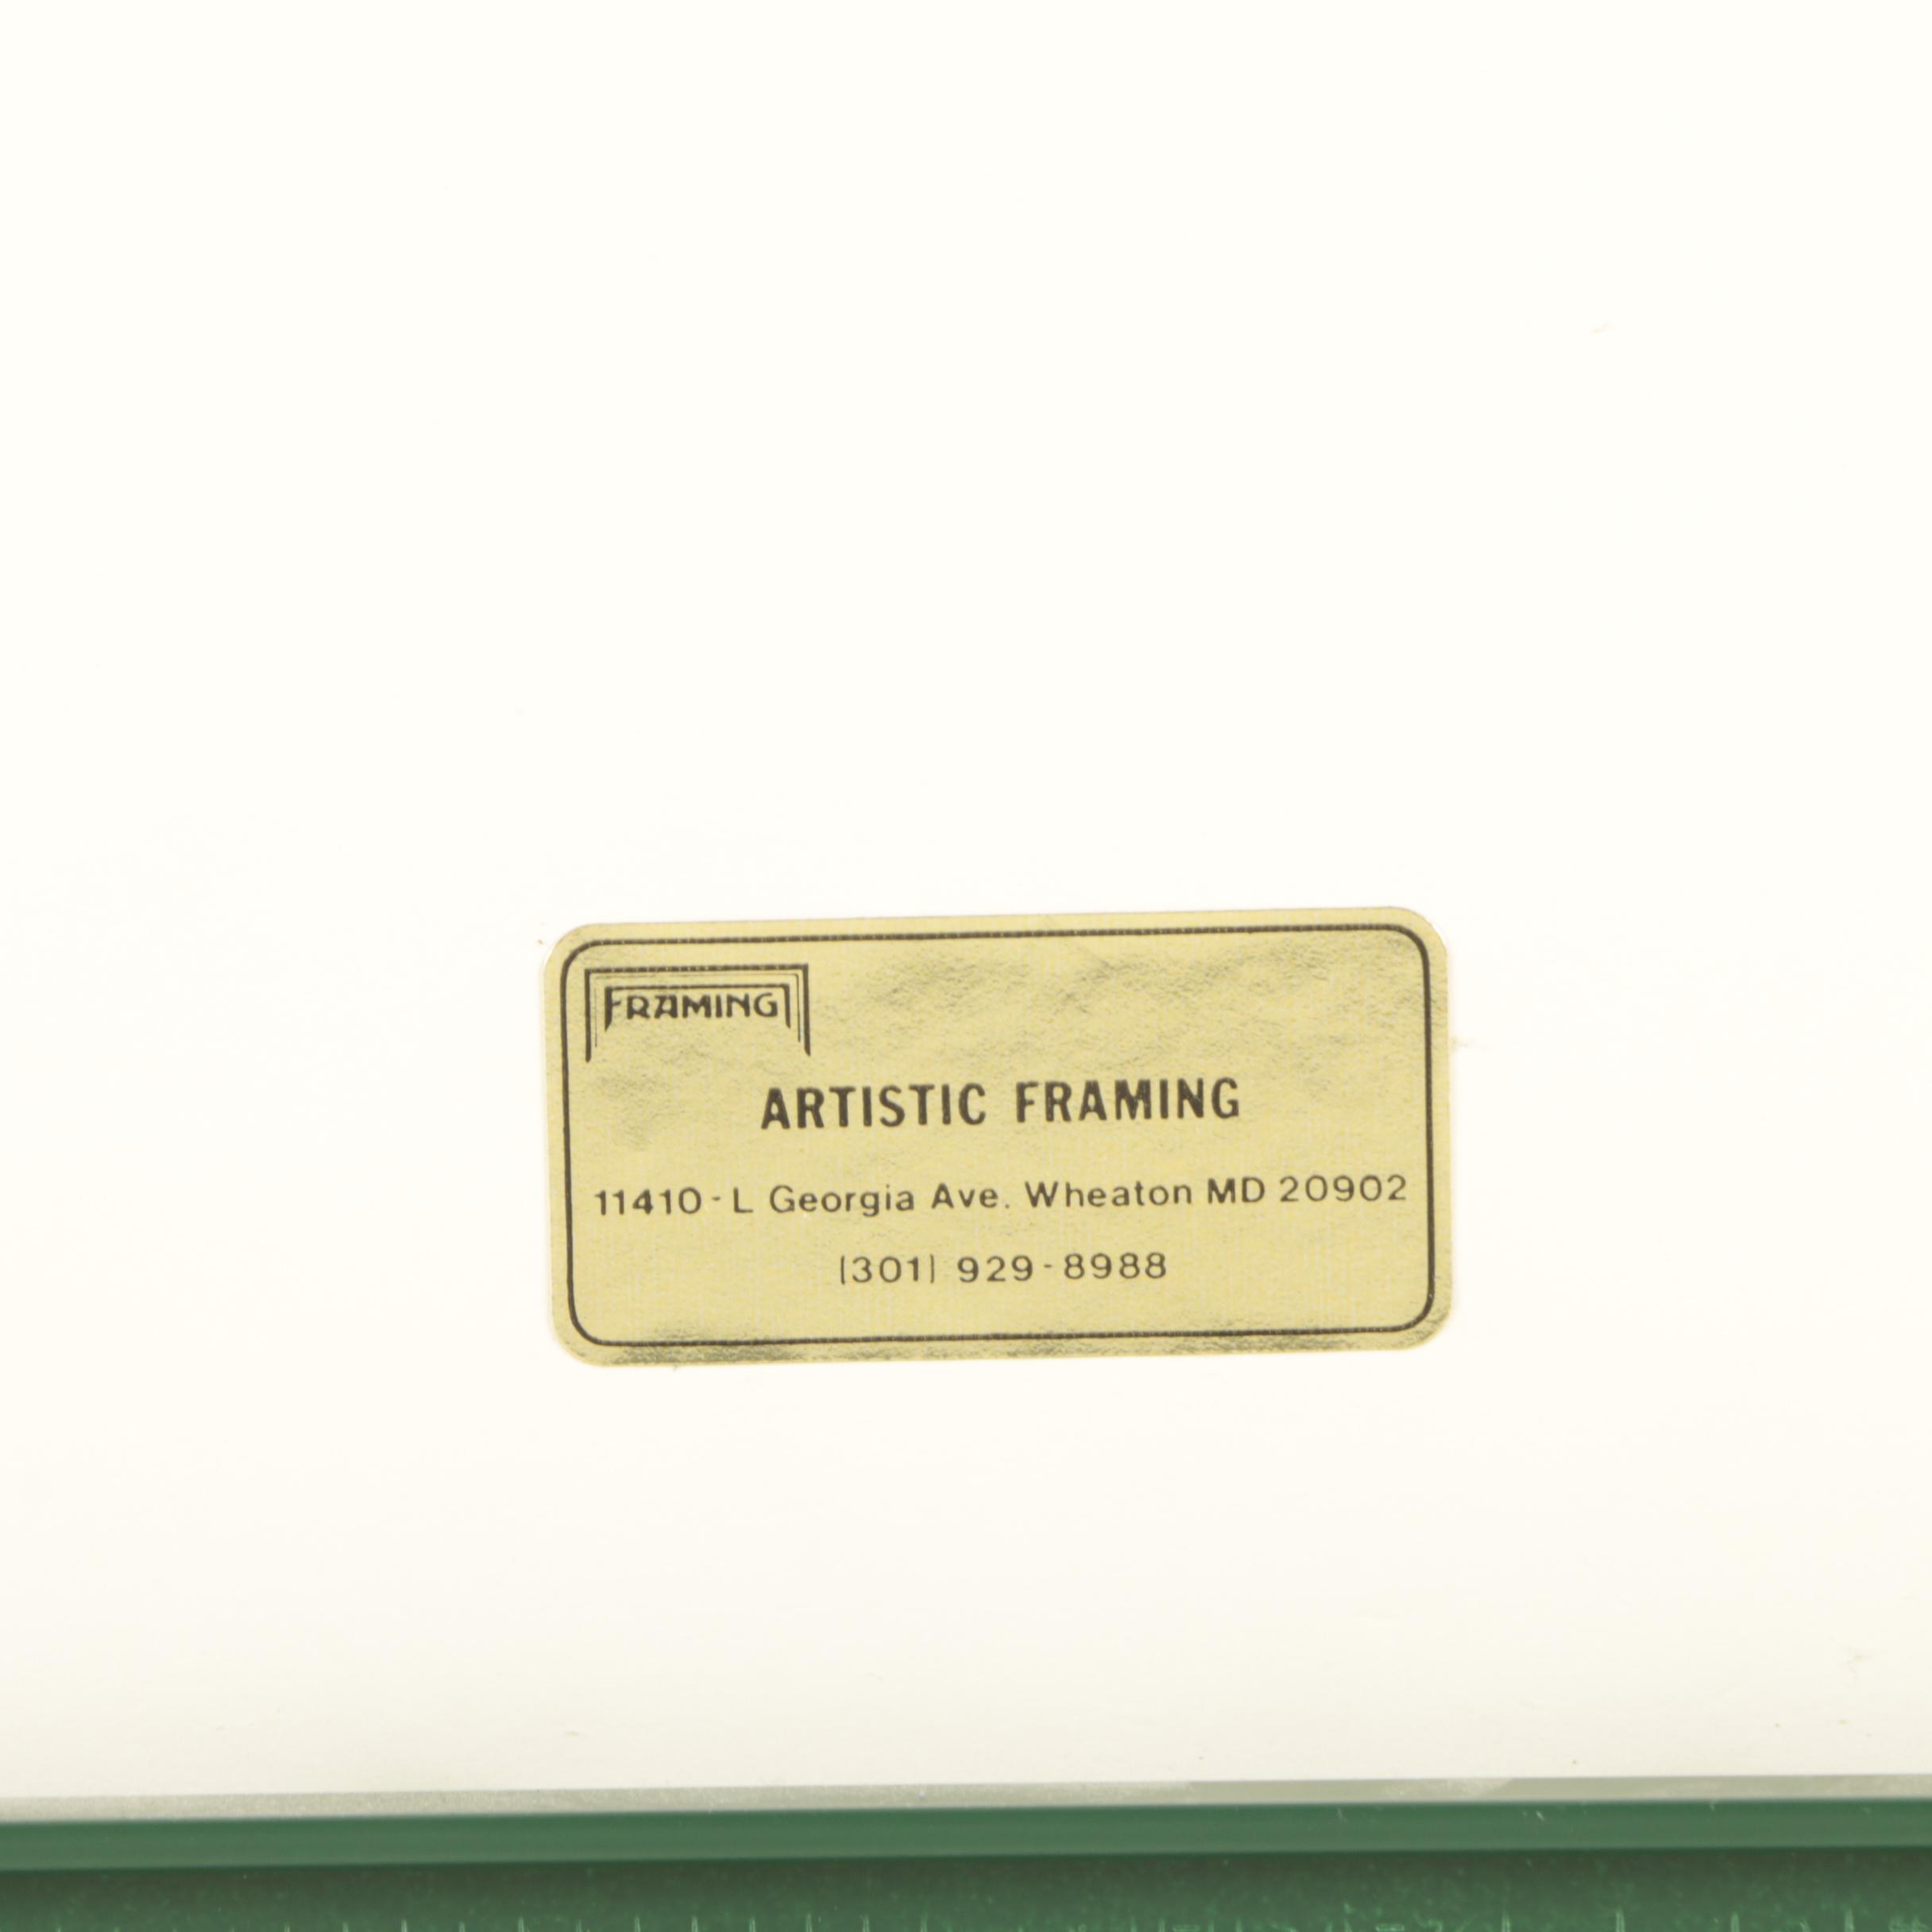 FRAMING
ARTISTIC FRAMING
11410-L Georgia Ave. Wheaton MD 20902
(301) 929-8988